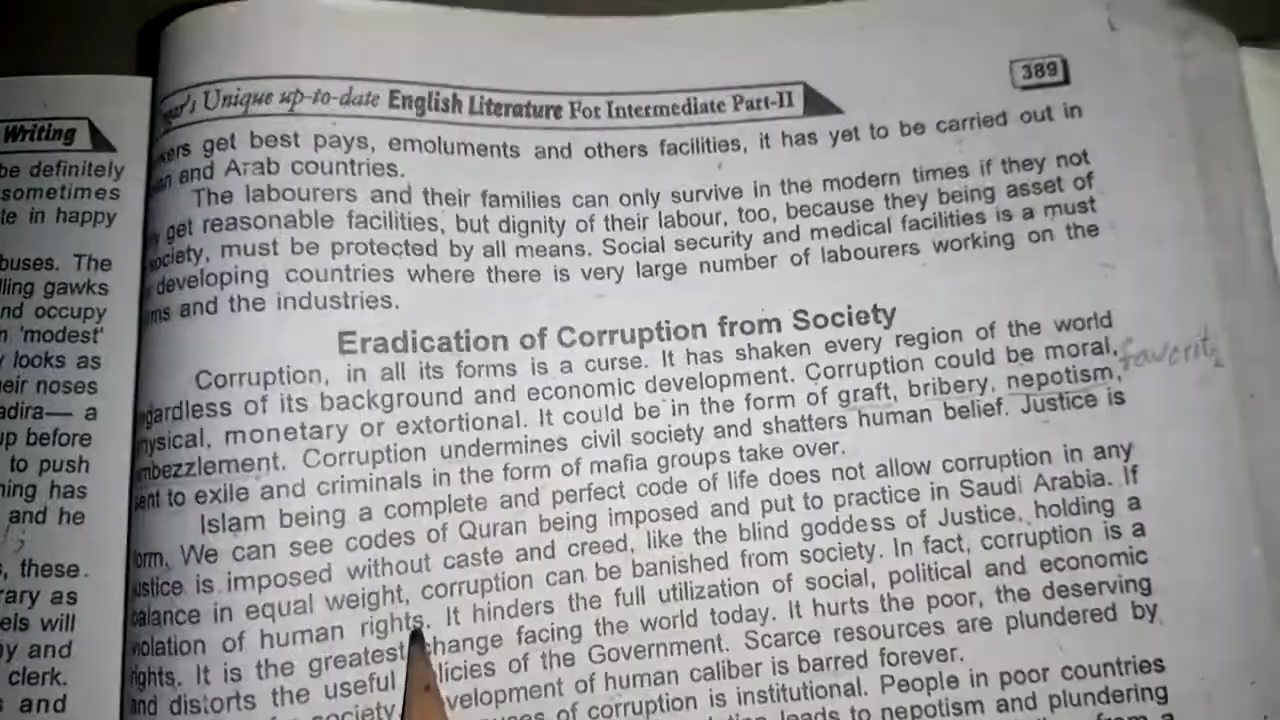 Writing
be definitely
sometimes
te in happy
buses. The
lling gawks
nd occupy
n 'modest'
y looks as
eir noses
adira— a
up before
to push
hing has
and he
, these.
rary as
els will
y and
clerk.
s and
Unique up-to-date English Literature For Intermediate Part-II
389
kers get best pays, emoluments and others facilities, it has yet to be carried out in
an and Arab countries.
The labourers and their families can only survive in the modern times if they not
y get reasonable facilities, but dignity of their labour, too, because they being asset of
society, must be protected by all means. Social security and medical facilities is a must
developing countries where there is very large number of labourers working on the
ms and the industries.
Eradication of Corruption from Society
Corruption, in all its forms is a curse. It has shaken every region of the world
egardless of its background and economic development. Corruption could be moral,
hysical, monetary or extortional. It could be in the form of graft, bribery, nepotism, favorit
mbezzlement. Corruption undermines civil society and shatters human belief. Justice is
sent to exile and criminals in the form of mafia groups take over.
Islam being a complete and perfect code of life does not allow corruption in any
form. We can see codes of Quran being imposed and put to practice in Saudi Arabia. If
justice is imposed without caste and creed, like the blind goddess of Justice, holding a
balance in equal weight, corruption can be banished from society. In fact, corruption is a
violation of human rights. It hinders the full utilization of social, political and economic
rights. It is the greatest change facing the world today. It hurts the poor, the deserving
and distorts the useful licies of the Government. Scarce resources are plundered by
society velopment of human caliber is barred forever.
uses of corruption is institutional. People in poor countries
leads to nepotism and plundering